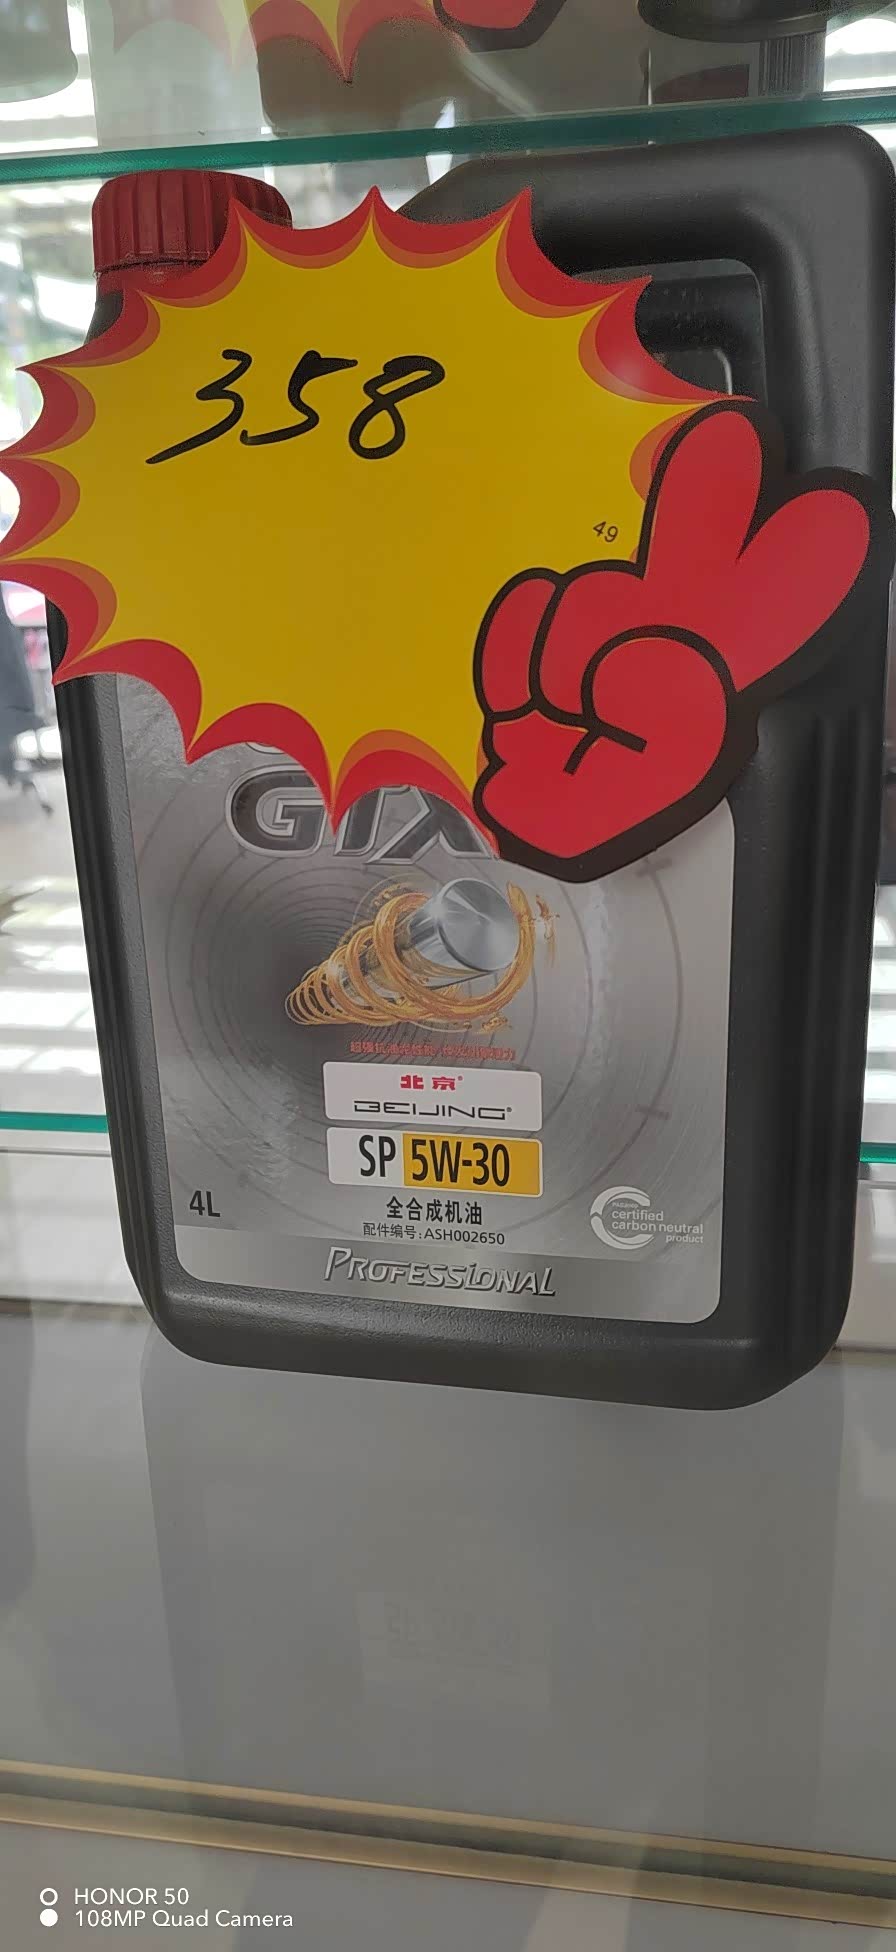 358
49
GTX
北京®
BEIJING®
SP 5W-30
4L
全合成机油
配件编号:ASH002650
certified
carbon neutral
product
PROFESSIONAL
HONOR 50
108MP Quad Camera